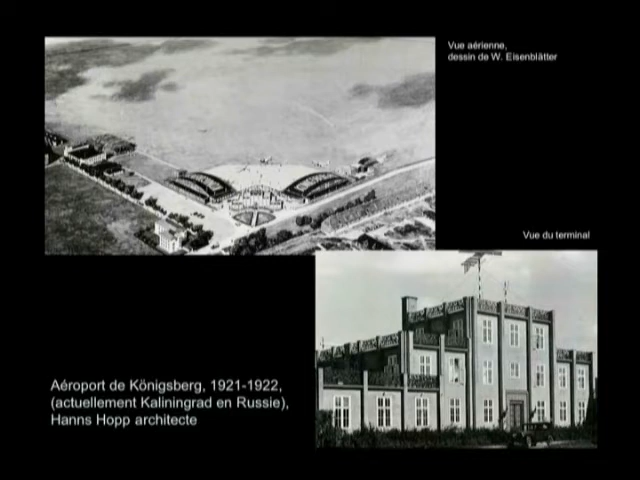 Vue aérienne,
dessin de W. Eisenblätter
Vue du terminal
Aéroport de Königsberg, 1921-1922,
(actuellement Kaliningrad en Russie),
Hanns Hopp architecte